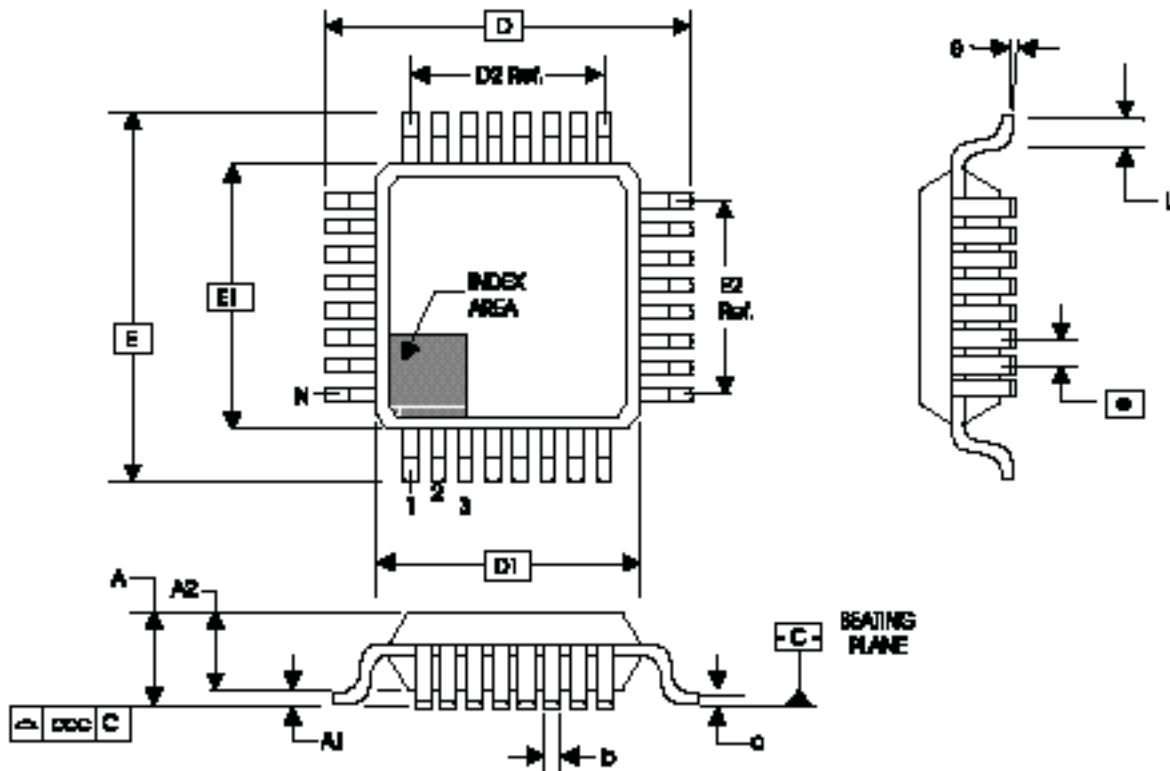 D
D2 Ref.
θ
L
E
E1
INDEX
AREA
E2
Ref.
N
e
1
2
3
D1
A
A2
-C-
SEATING
PLANE
ccc C
A1
b
c